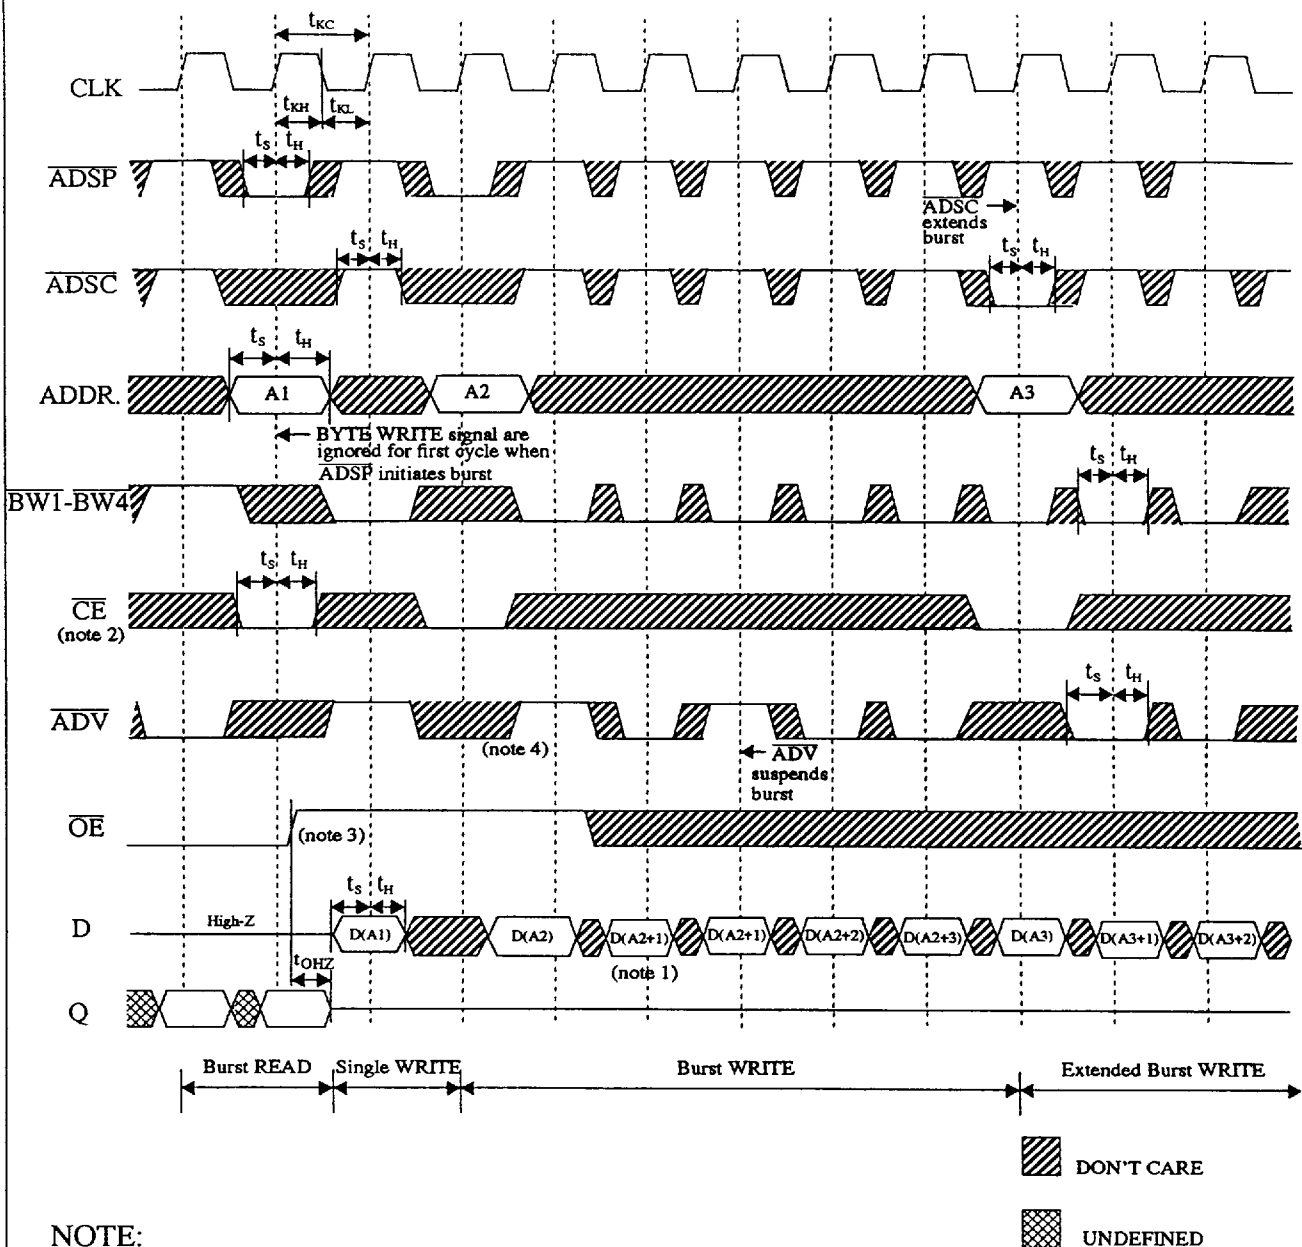 tKC
CLK
tKH tKL
tS tH
ADSP
ADSC
extends
burst
tS tH
tS tH
ADSC
tS tH
ADDR.
A1
A2
A3
BYTE WRITE signal are
ignored for first cycle when
ADSP initiates burst
tS tH
BW1-BW4
tS tH
CE
(note 2)
tS tH
ADV
(note 4)
ADV
suspends
burst
OE
(note 3)
tS tH
D
High-Z
D(A1)
D(A2)
D(A2+1)
D(A2+1)
D(A2+2)
D(A2+3)
D(A3)
D(A3+1)
D(A3+2)
(note 1)
tOHZ
Q
Burst READ
Single WRITE
Burst WRITE
Extended Burst WRITE
DON'T CARE
NOTE:
UNDEFINED